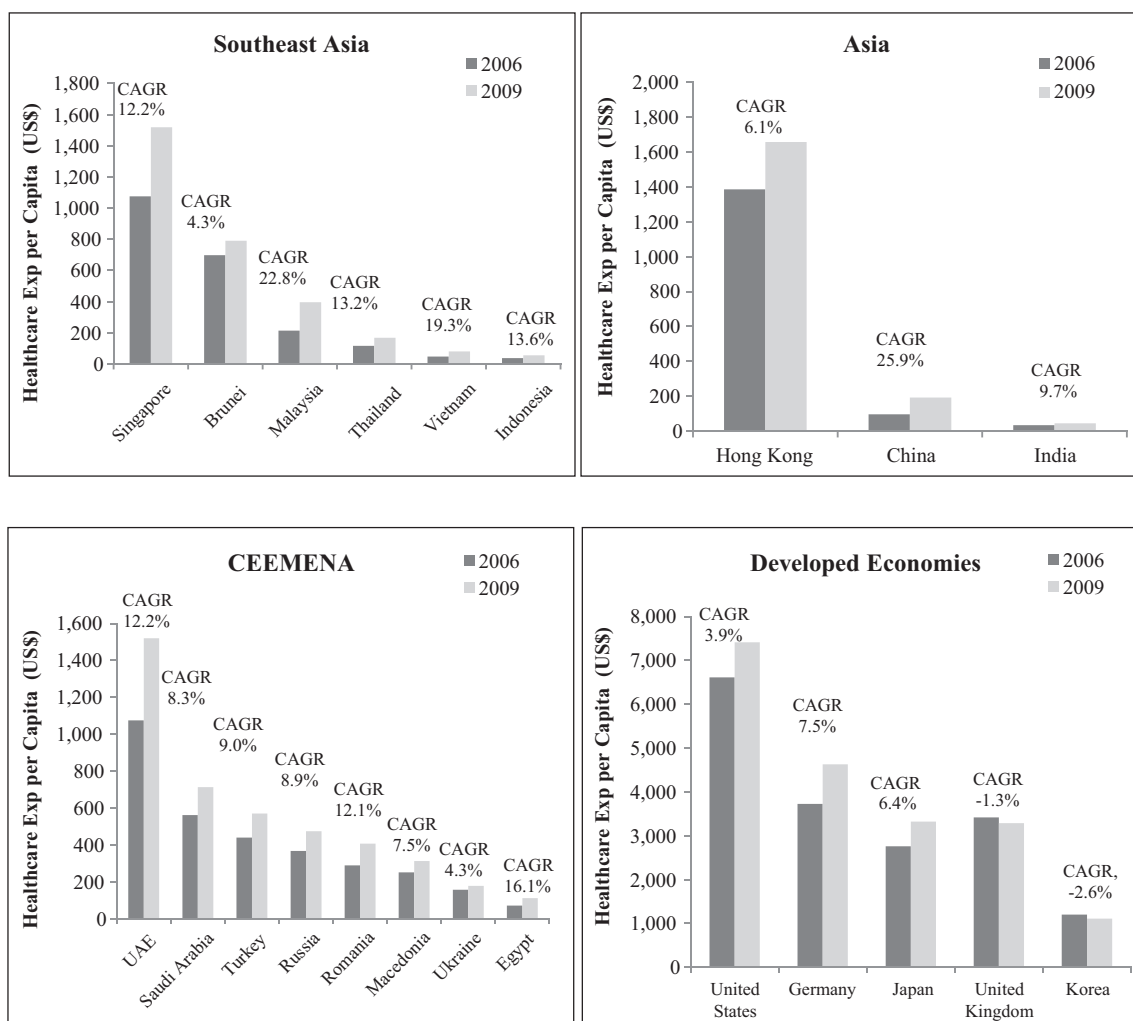 Southeast Asia
2006
2009
Healthcare Exp per Capita (US$)
1,800
1,600
1,400
1,200
1,000
800
600
400
200
0
CAGR
12.2%
CAGR
4.3%
CAGR
22.8%
CAGR
13.2%
CAGR
19.3%
CAGR
13.6%
Singapore
Brunei
Malaysia
Thailand
Vietnam
Indonesia
Asia
2006
2009
Healthcare Exp per Capita (US$)
2,000
1,800
1,600
1,400
1,200
1,000
800
600
400
200
0
CAGR
6.1%
CAGR
25.9%
CAGR
9.7%
Hong Kong
China
India
CEEMENA
2006
2009
Healthcare Exp per Capita (US$)
1,600
1,400
1,200
1,000
800
600
400
200
0
CAGR
12.2%
CAGR
8.3%
CAGR
9.0%
CAGR
8.9%
CAGR
12.1%
CAGR
7.5%
CAGR
4.3%
CAGR
16.1%
UAE
Saudi Arabia
Turkey
Russia
Romania
Macedonia
Ukraine
Egypt
Developed Economies
2006
2009
Healthcare Exp per Capita (US$)
8,000
7,000
6,000
5,000
4,000
3,000
2,000
1,000
0
CAGR
3.9%
CAGR
7.5%
CAGR
6.4%
CAGR
-1.3%
CAGR,
-2.6%
United
States
Germany
Japan
United
Kingdom
Korea